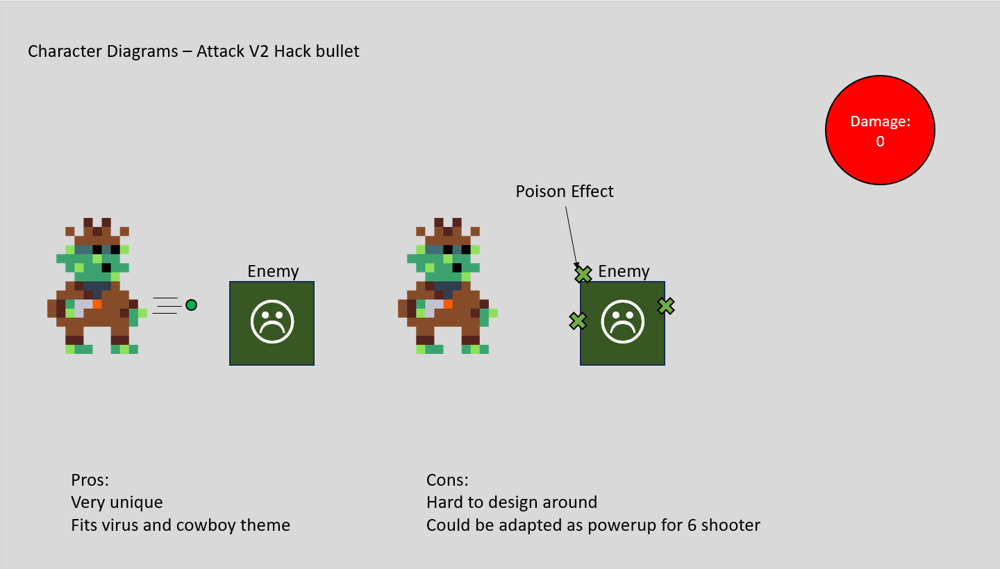 Character Diagrams – Attack V2 Hack bullet
Damage:
0
Poison Effect
Enemy
Enemy
Pros:
Very unique
Fits virus and cowboy theme
Cons:
Hard to design around
Could be adapted as powerup for 6 shooter